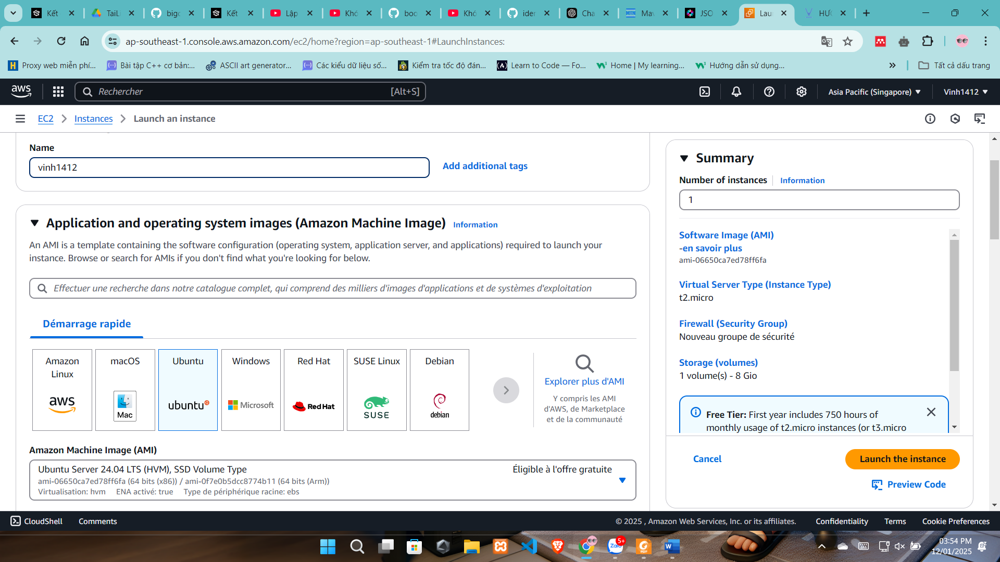 Kết
TaiLi
bigc
Kết
Lập
Khó
boo
Khó
ider
Cha
Mav
JSO
Laun
HƯỚ
ap-southeast-1.console.aws.amazon.com/ec2/home?region=ap-southeast-1#LaunchInstances:
Proxy web miễn phí...
Bài tập C++ cơ bản:...
ASCII art generator...
Các kiểu dữ liệu số...
Kiểm tra tốc độ đán...
Learn to Code — Fo...
Home | My learning...
Hướng dẫn sử dụng...
Tất cả dấu trang
aws
Rechercher
[Alt+S]
Asia Pacific (Singapore)
Vinh1412
EC2
Instances
Launch an instance
Name
vinh1412
Add additional tags
Application and operating system images (Amazon Machine Image)
Information
An AMI is a template containing the software configuration (operating system, application server, and applications) required to launch your
instance. Browse or search for AMIs if you don't find what you're looking for below.
Effectuer une recherche dans notre catalogue complet, qui comprend des milliers d'images d'applications et de systèmes d'exploitation
Démarrage rapide
Amazon
Linux
aws
macOS
Mac
Ubuntu
ubuntu
Windows
Microsoft
Red Hat
Red Hat
SUSE Linux
SUSE
Debian
debian
Explorer plus d'AMI
Y compris les AMI
d'AWS, de Marketplace
et de la communauté
Amazon Machine Image (AMI)
Ubuntu Server 24.04 LTS (HVM), SSD Volume Type
Éligible à l'offre gratuite
ami-06650ca7ed78ff6fa (64 bits (x86)) / ami-0f7e0b5dcc8774b11 (64 bits (Arm))
Virtualisation: hvm
ENA activé: true
Type de périphérique racine: ebs
Summary
Number of instances
Information
1
Software Image (AMI)
-en savoir plus
ami-06650ca7ed78ff6fa
Virtual Server Type (Instance Type)
t2.micro
Firewall (Security Group)
Nouveau groupe de sécurité
Storage (volumes)
1 volume(s) - 8 Gio
Free Tier: First year includes 750 hours of
monthly usage of t2.micro instances (or t3.micro
Cancel
Launch the instance
Preview Code
CloudShell
Comments
© 2025 , Amazon Web Services, Inc. or its affiliates.
Confidentiality
Terms
Cookie Preferences
Zalo
5+
PDF
W
03:54 PM
12/01/2025